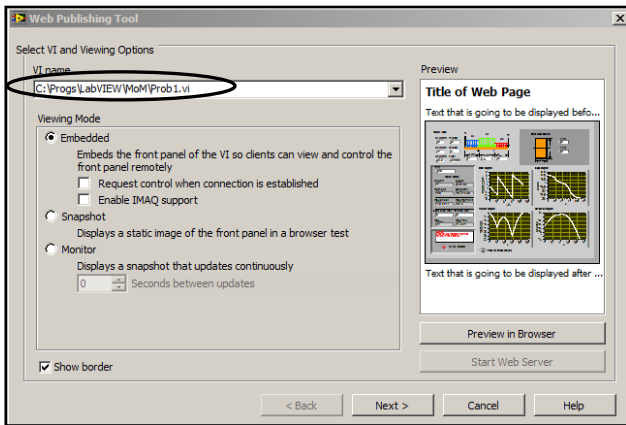 Web Publishing Tool
Select VI and Viewing Options
VI name
C:\Progs\LabVIEW\MoM\Prob1.vi
Viewing Mode
Embedded
Embeds the front panel of the VI so clients can view and control the
front panel remotely
Request control when connection is established
Enable IMAQ support
Snapshot
Displays a static image of the front panel in a browser test
Monitor
Displays a snapshot that updates continuously
0 Seconds between updates
Show border
Preview
Title of Web Page
Text that is going to be displayed befo...
Text that is going to be displayed after ...
Preview in Browser
Start Web Server
< Back Next > Cancel Help